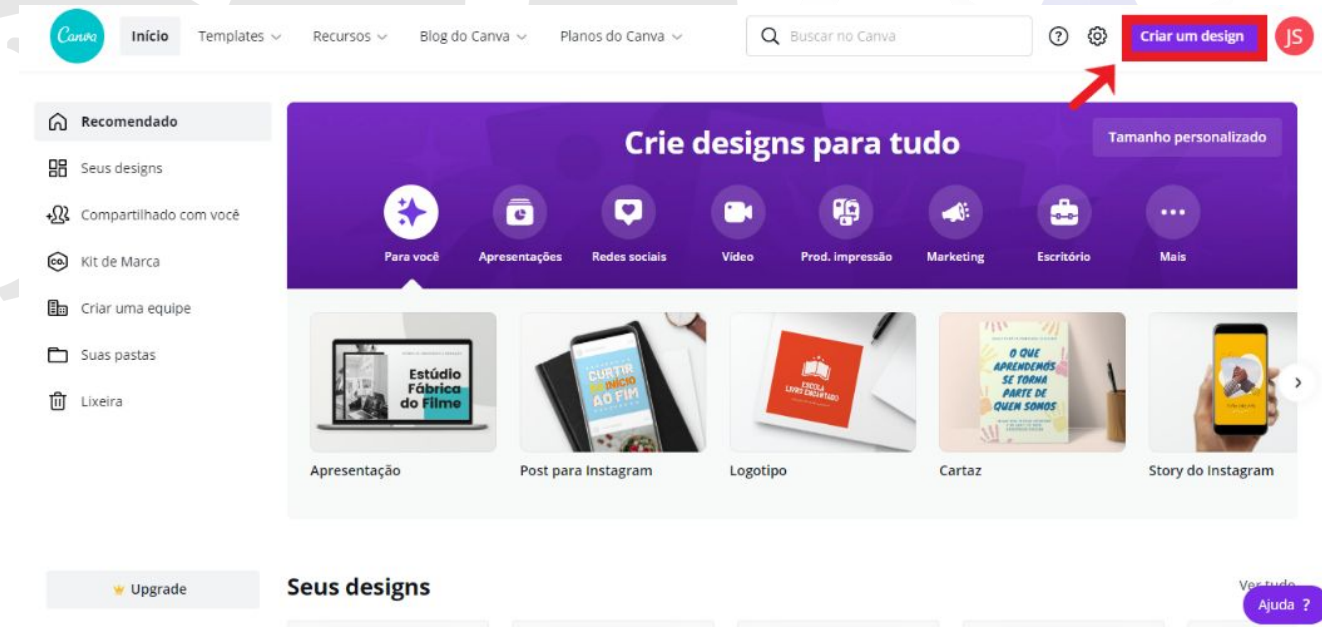 Canva
Início
Templates
Recursos
Blog do Canva
Planos do Canva
Buscar no Canva
?
Criar um design
JS
Recomendado
Seus designs
Compartilhado com você
CO.
Kit de Marca
Criar uma equipe
Suas pastas
Lixeira
Crie designs para tudo
Tamanho personalizado
Para você
Apresentações
Redes sociais
Vídeo
Prod. impressão
Marketing
Escritório
Mais
Estúdio
Fábrica
do Filme
CURTIR
DO INÍCIO
AO FIM
ESCOLA
LIVRO ENCANTADO
O QUE
APRENDEMOS
SE TORNA
PARTE DE
QUEM SOMOS
Apresentação
Post para Instagram
Logotipo
Cartaz
Story do Instagram
Upgrade
Seus designs
Ver tudo
Ajuda ?